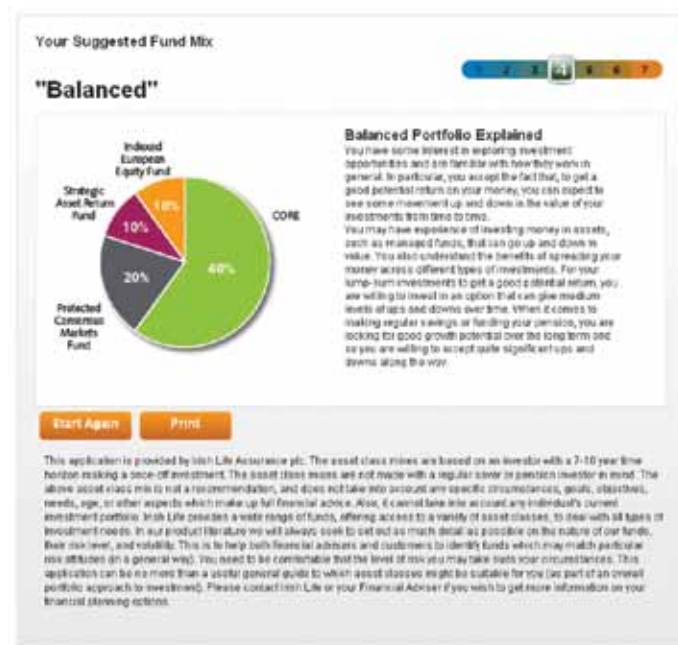 Your Suggested Fund Mix
1 2 3 4 5 6 7
"Balanced"
Indexed
European
Equity Fund
Strategic
Asset Return
Fund
Protected
Consensus
Markets
Fund
CORE
10%
10%
20%
60%
Balanced Portfolio Explained
You have some interest in exploring investment
opportunities and are familiar with how they work in
general. In particular, you accept the fact that, to get a
good potential return on your money, you can expect to
see some movement up and down in the value of your
investments from time to time.
You may have experience of investing money in assets,
such as managed funds, that can go up and down in
value. You also understand the benefits of spreading your
money across different types of investments. For your
lump-sum investments to get a good potential return, you
are willing to invest in an option that can give medium
levels of ups and downs over time. When it comes to
making regular savings or funding your pension, you are
looking for good growth potential over the long term and
so you are willing to accept quite significant ups and
downs along the way.
Start Again
Print
This application is provided by Irish Life Assurance plc. The asset class mixes are based on an investor with a 7-10 year time
horizon making a once-off investment. The asset class mixes are not made with a regular saver or pension investor in mind. The
above asset class mix is not a recommendation, and does not take into account any specific circumstances, goals, objectives,
needs, age, or other aspects which make up full financial advice. Also, it cannot take into account any individual's current
investment portfolio. Irish Life provides a wide range of funds, offering access to a variety of asset classes, to deal with all types of
investment needs. In our product literature we will always seek to set out as much detail as possible on the nature of our funds,
their risk level, and volatility. This is to help both financial advisers and customers to identify funds which may match particular
risk attitudes (in a general way). You need to be comfortable that the level of risk you may take suits your circumstances. This
application can be no more than a useful general guide to which asset classes might be suitable for you (as part of an overall
portfolio approach to investment). Please contact Irish Life or your Financial Adviser if you wish to get more information on your
financial planning options.